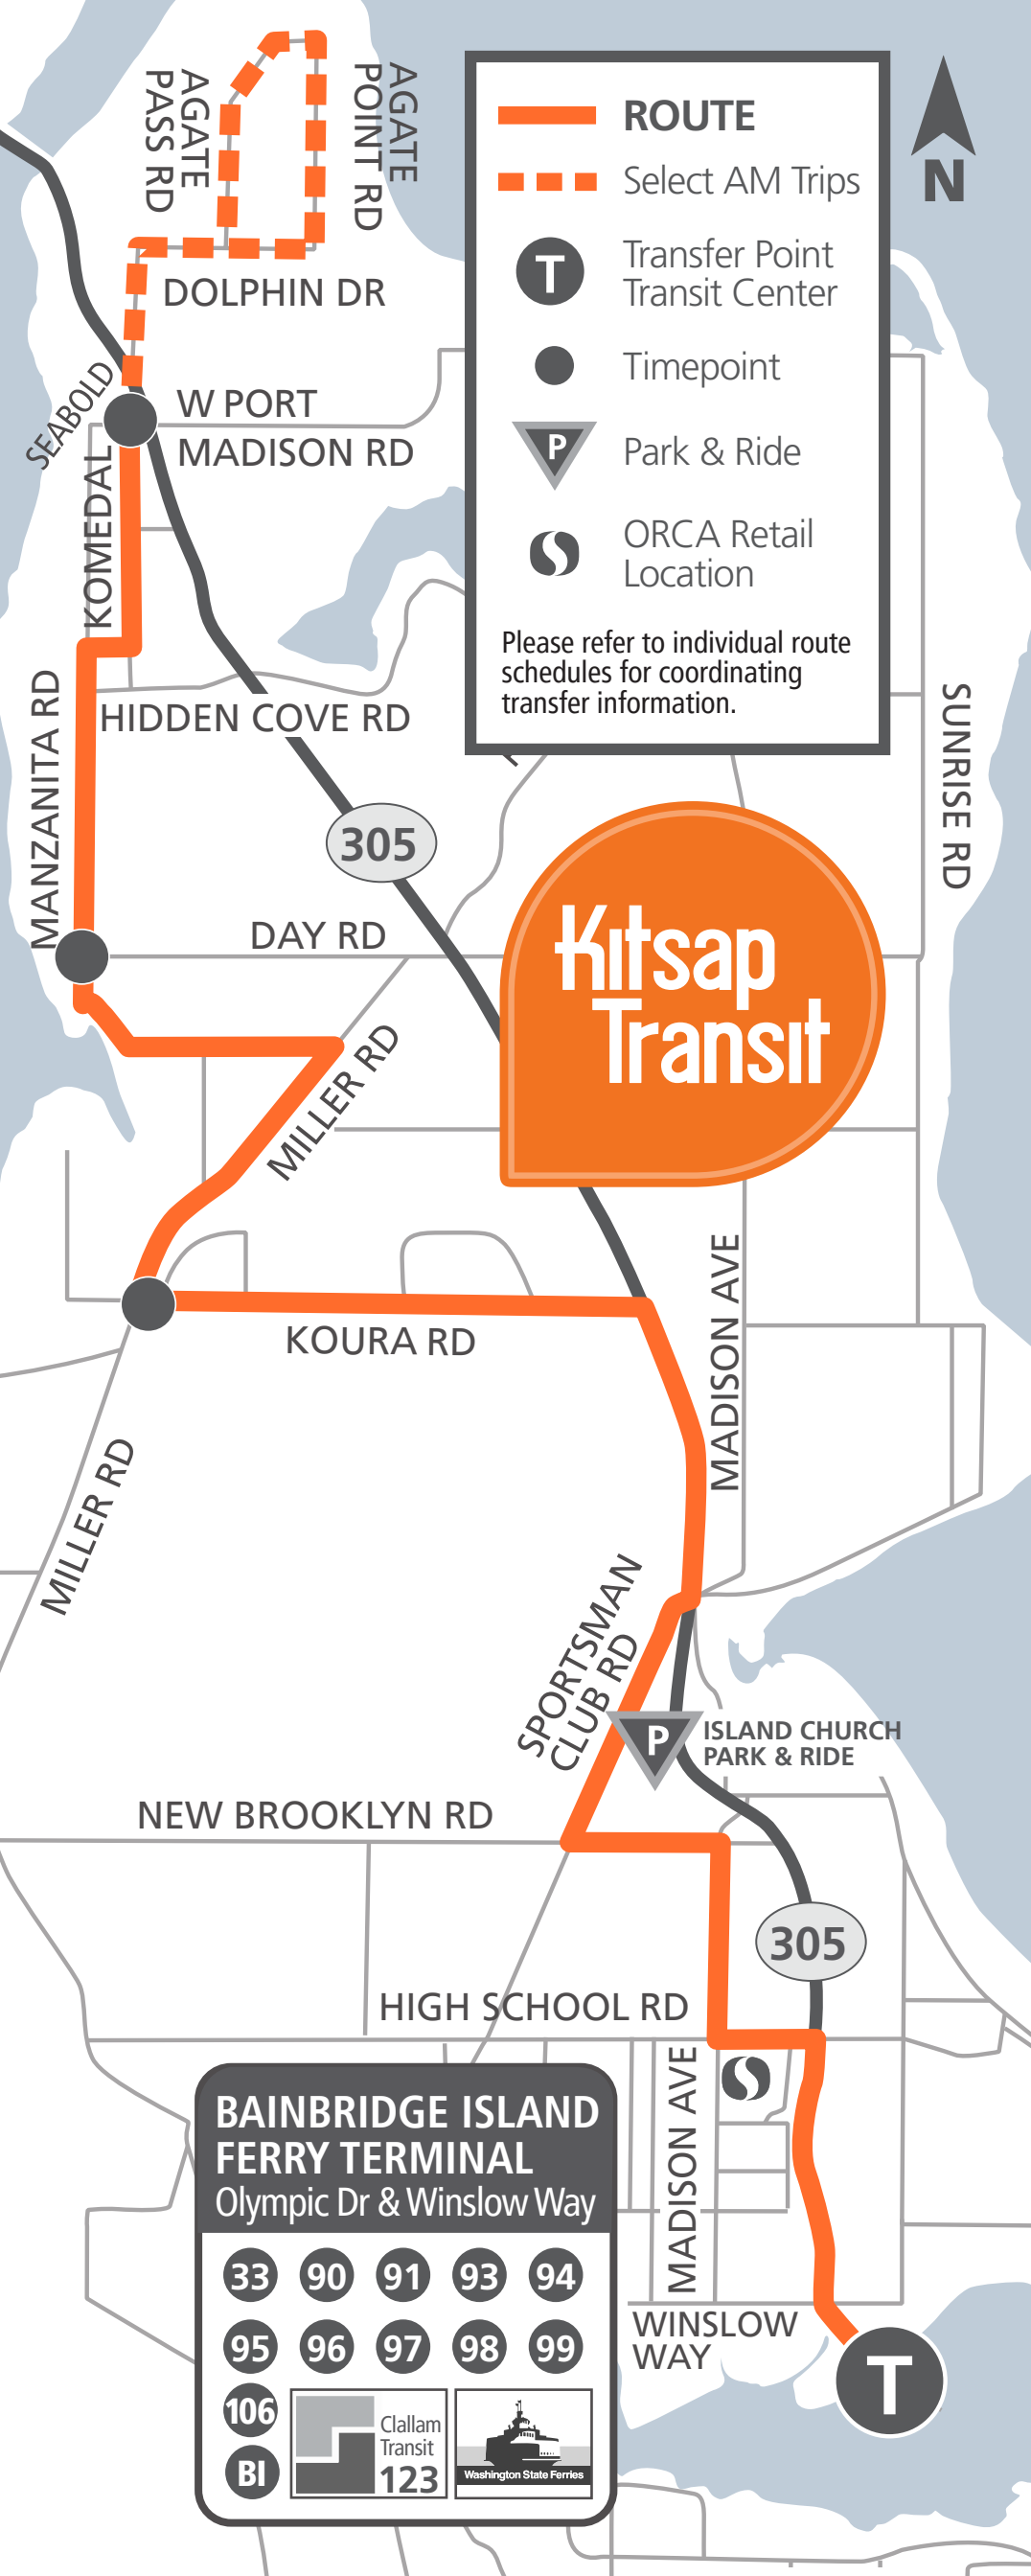 AGATE
PASS RD
AGATE
POINT RD
ROUTE
Select AM Trips
T
Transfer Point
Transit Center
Timepoint
P
Park & Ride
ORCA Retail
Location
Please refer to individual route
schedules for coordinating
transfer information.
N
DOLPHIN DR
SEABOLD
W PORT
MADISON RD
KOMEDAL
MANZANITA RD
HIDDEN COVE RD
SUNRISE RD
305
DAY RD
Kitsap
Transit
MILLER RD
MADISON AVE
KOURA RD
MILLER RD
SPORTSMAN
CLUB RD
P
ISLAND CHURCH
PARK & RIDE
NEW BROOKLYN RD
305
HIGH SCHOOL RD
MADISON AVE
BAINBRIDGE ISLAND
FERRY TERMINAL
Olympic Dr & Winslow Way
33 90 91 93 94
95 96 97 98 99
106
BI
Clallam
Transit
123
Washington State Ferries
WINSLOW
WAY
T